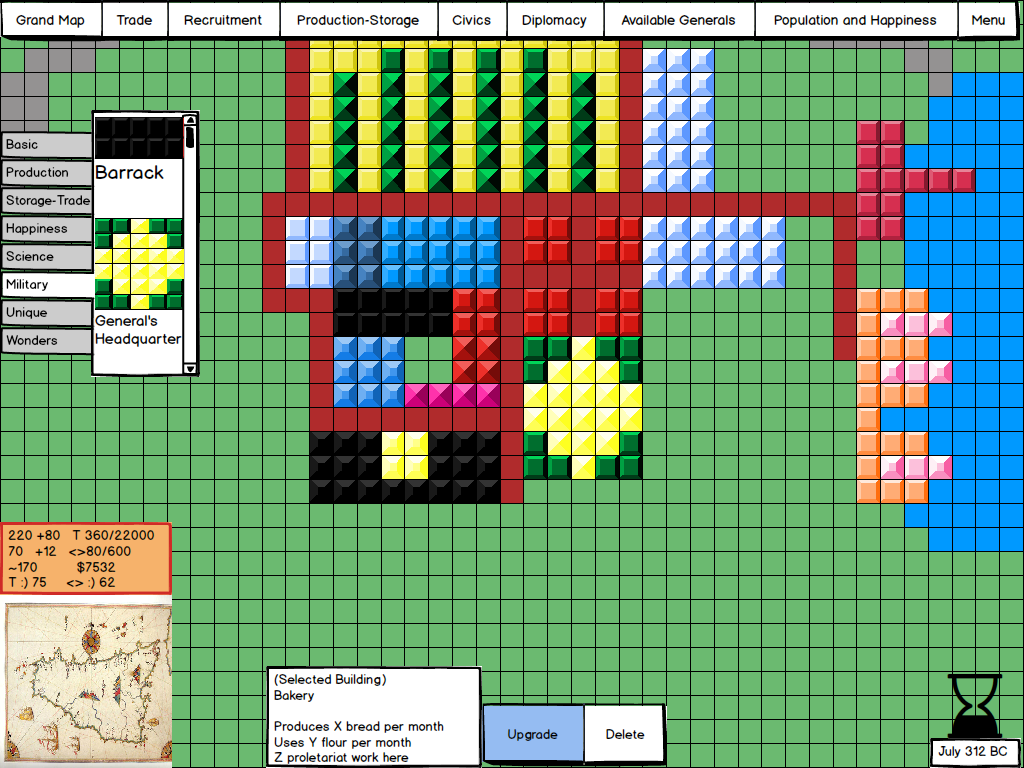 Grand Map Trade Recruitment Production-Storage Civics Diplomacy Available Generals Population and Happiness Menu
Basic
Production
Storage-Trade
Happiness
Science
Military
Unique
Wonders
Barrack
General's
Headquarter
220 +80 T 360/22000
70 +12 <>80/600
~170 $7532
T :) 75 <> :) 62
(Selected Building)
Bakery
Produces X bread per month
Uses Y flour per month
Z proletariat work here
Upgrade Delete
July 312 BC